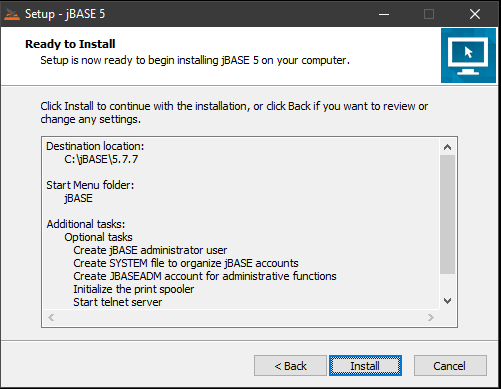 Setup - jBASE 5
Ready to Install
Setup is now ready to begin installing jBASE 5 on your computer.
Click Install to continue with the installation, or click Back if you want to review or
change any settings.
Destination location:
C:\jBASE\5.7.7
Start Menu folder:
jBASE
Additional tasks:
Optional tasks
Create jBASE administrator user
Create SYSTEM file to organize jBASE accounts
Create JBASEADM account for administrative functions
Initialize the print spooler
Start telnet server
< Back
Install
Cancel